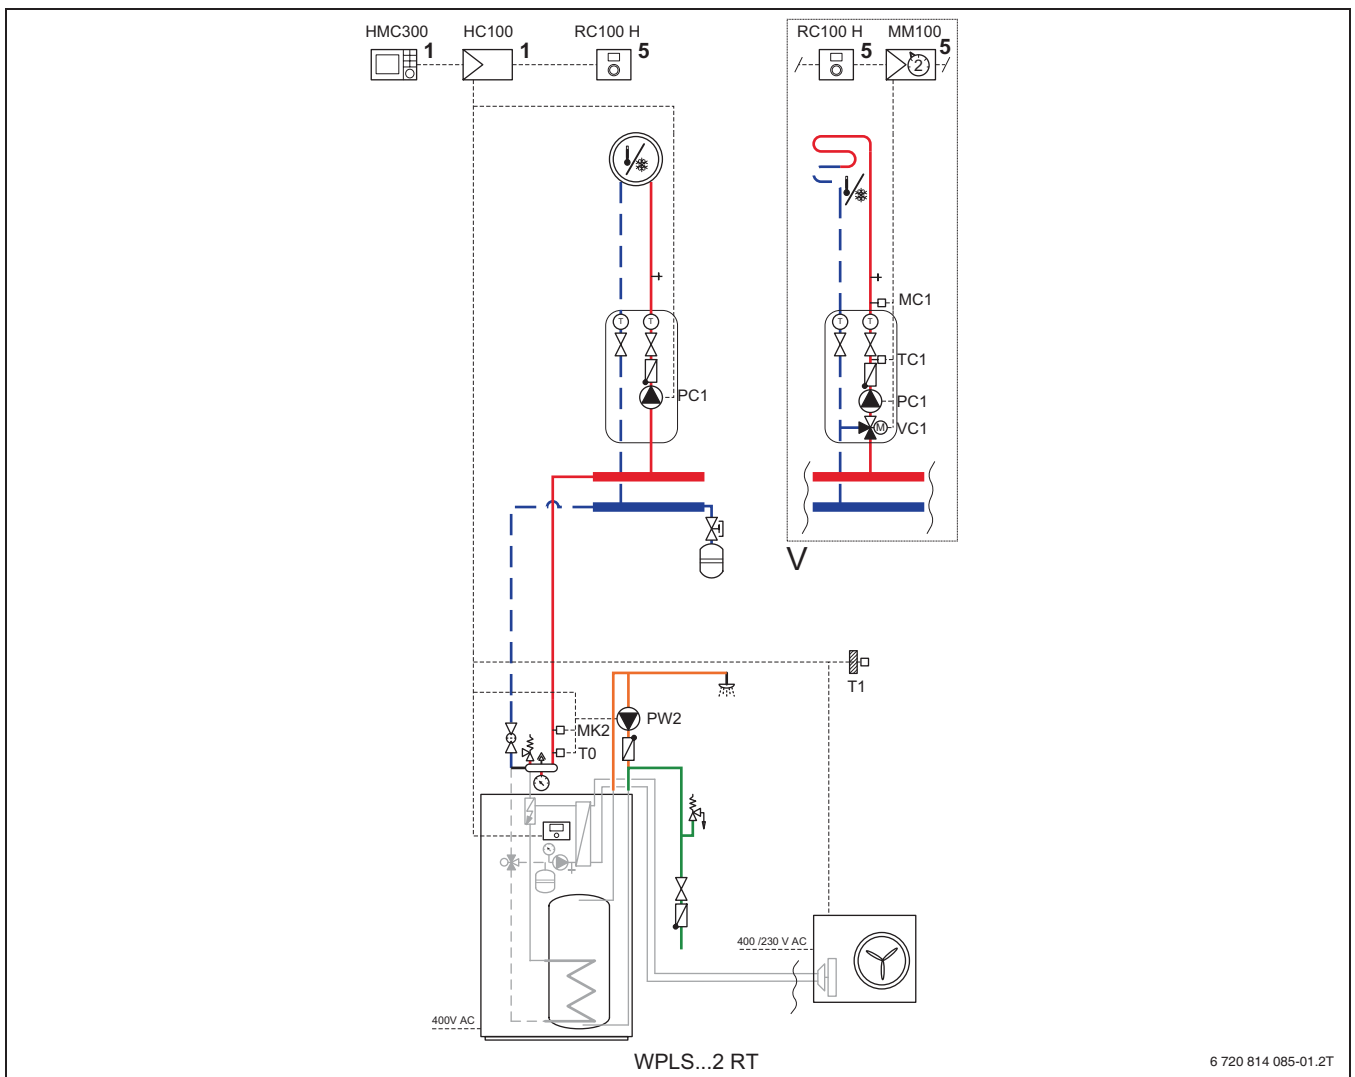 HMC300 HC100 RC100 H RC100 H MM100
1 1 5 5 5
2
T T T T
MC1
TC1
PC1 PC1
M VC1
V
T1
PW2
MK2
T0
400 /230 V AC
400V AC
WPLS...2 RT
6 720 814 085-01.2T